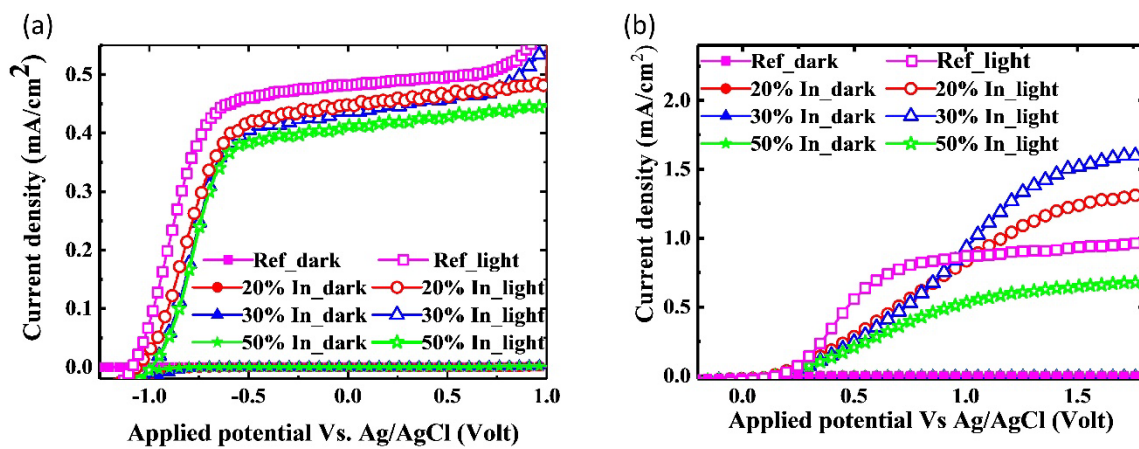 (a)
Current density (mA/cm²)
0.5
0.4
0.3
0.2
0.1
0.0
Ref_dark
Ref_light
20% In_dark
20% In_light
30% In_dark
30% In_light
50% In_dark
50% In_light
-1.0
-0.5
0.0
0.5
1.0
Applied potential Vs. Ag/AgCl (Volt)
(b)
Current density (mA/cm²)
2.0
1.5
1.0
0.5
0.0
Ref_dark
Ref_light
20% In_dark
20% In_light
30% In_dark
30% In_light
50% In_dark
50% In_light
0.0
0.5
1.0
1.5
Applied potential Vs Ag/AgCl (Volt)